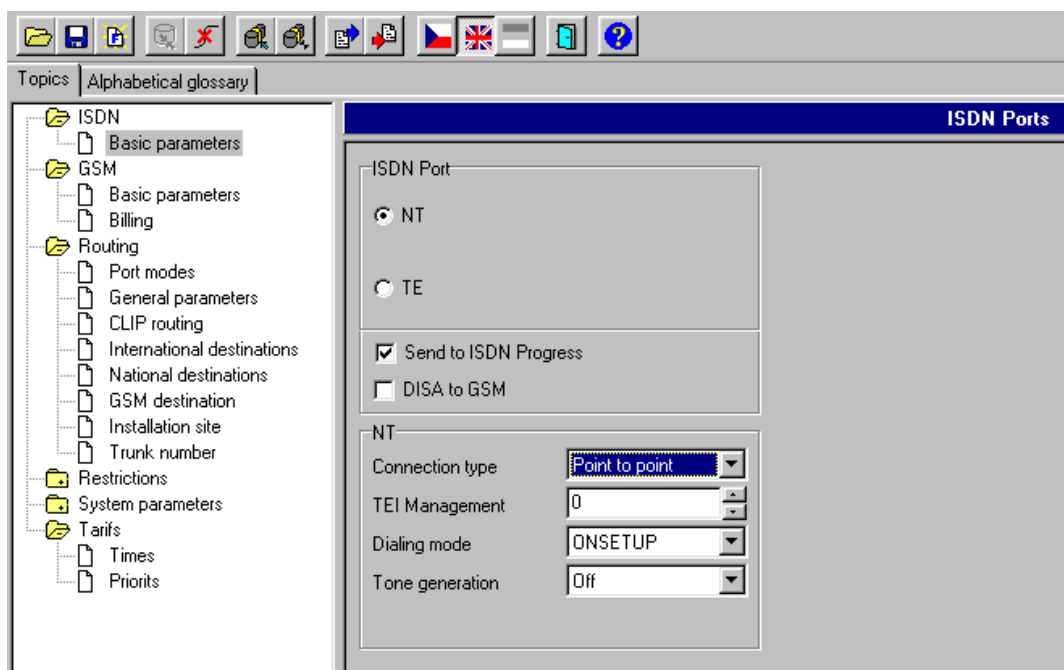 Topics
Alphabetical glossary
ISDN
Basic parameters
GSM
Basic parameters
Billing
Routing
Port modes
General parameters
CLIP routing
International destinations
National destinations
GSM destination
Installation site
Trunk number
Restrictions
System parameters
Tarifs
Times
Priorits
ISDN Ports
ISDN Port
NT
TE
Send to ISDN Progress
DISA to GSM
NT
Connection type Point to point
TEI Management 0
Dialing mode ONSETUP
Tone generation Off